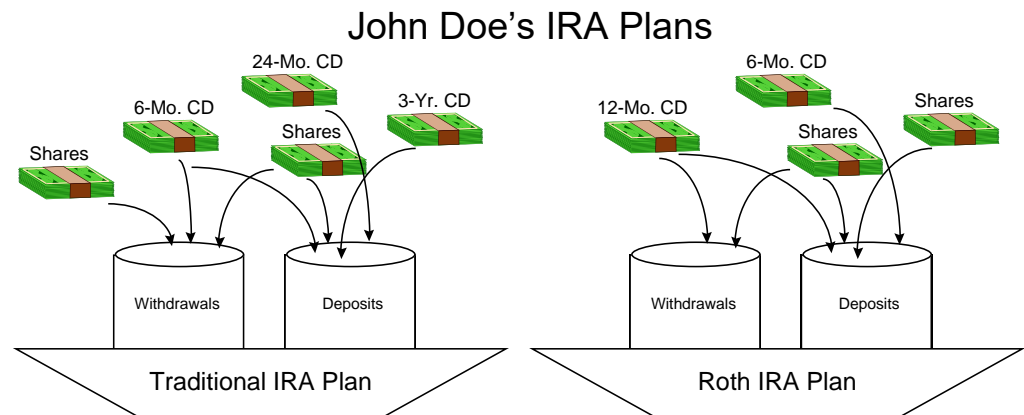 John Doe's IRA Plans
24-Mo. CD
6-Mo. CD
3-Yr. CD
Shares
Shares
6-Mo. CD
12-Mo. CD
Shares
Shares
Withdrawals
Deposits
Withdrawals
Deposits
Traditional IRA Plan
Roth IRA Plan